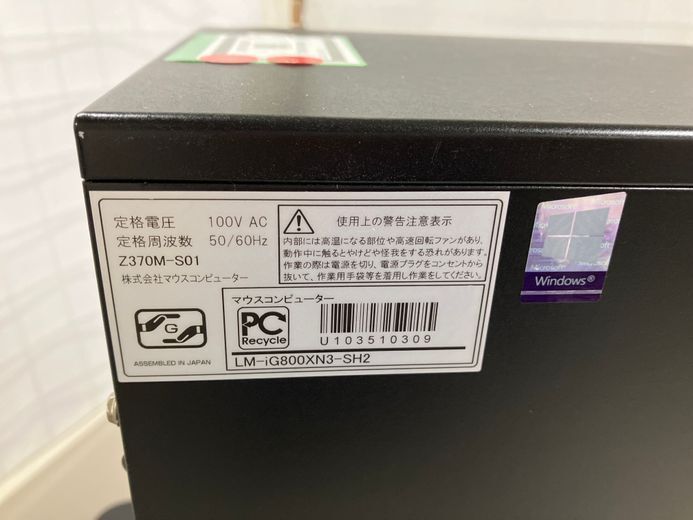 定格電圧 100V AC
定格周波数 50/60Hz
Z370M-S01
株式会社マウスコンピューター
G
ASSEMBLED IN JAPAN
使用上の警告注意表示
内部には高温になる部位や高速回転ファンがあり、
動作中に触るとやけどや怪我をする恐れがあります。
作業の際は電源を切り、電源プラグをコンセントから
抜いて、作業用手袋等を着用し作業をしてください。
マウスコンピューター
PC
Recycle
U103510309
LM-iG800XN3-SH2
Microsoft
Windows®